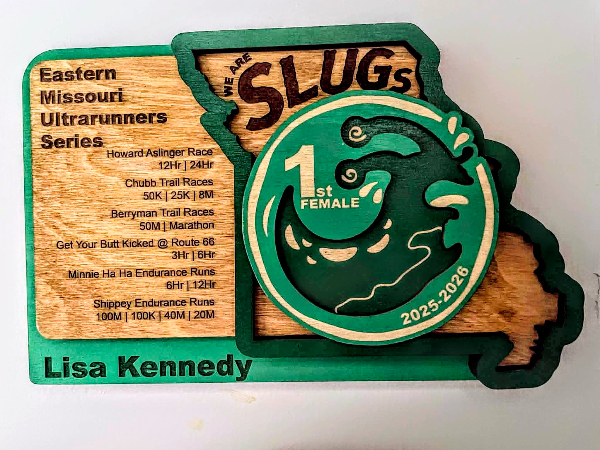 Eastern
Missouri
Ultrarunners
Series
Howard Aslinger Race
12Hr | 24Hr
Chubb Trail Races
50K | 25K | 8M
Berryman Trail Races
50M | Marathon
Get Your Butt Kicked @ Route 66
3Hr | 6Hr
Minnie Ha Ha Endurance Runs
6Hr | 12Hr
Shippey Endurance Runs
100M | 100K | 40M | 20M
Lisa Kennedy
WE ARE
SLUGs
1st
FEMALE
2025-2026